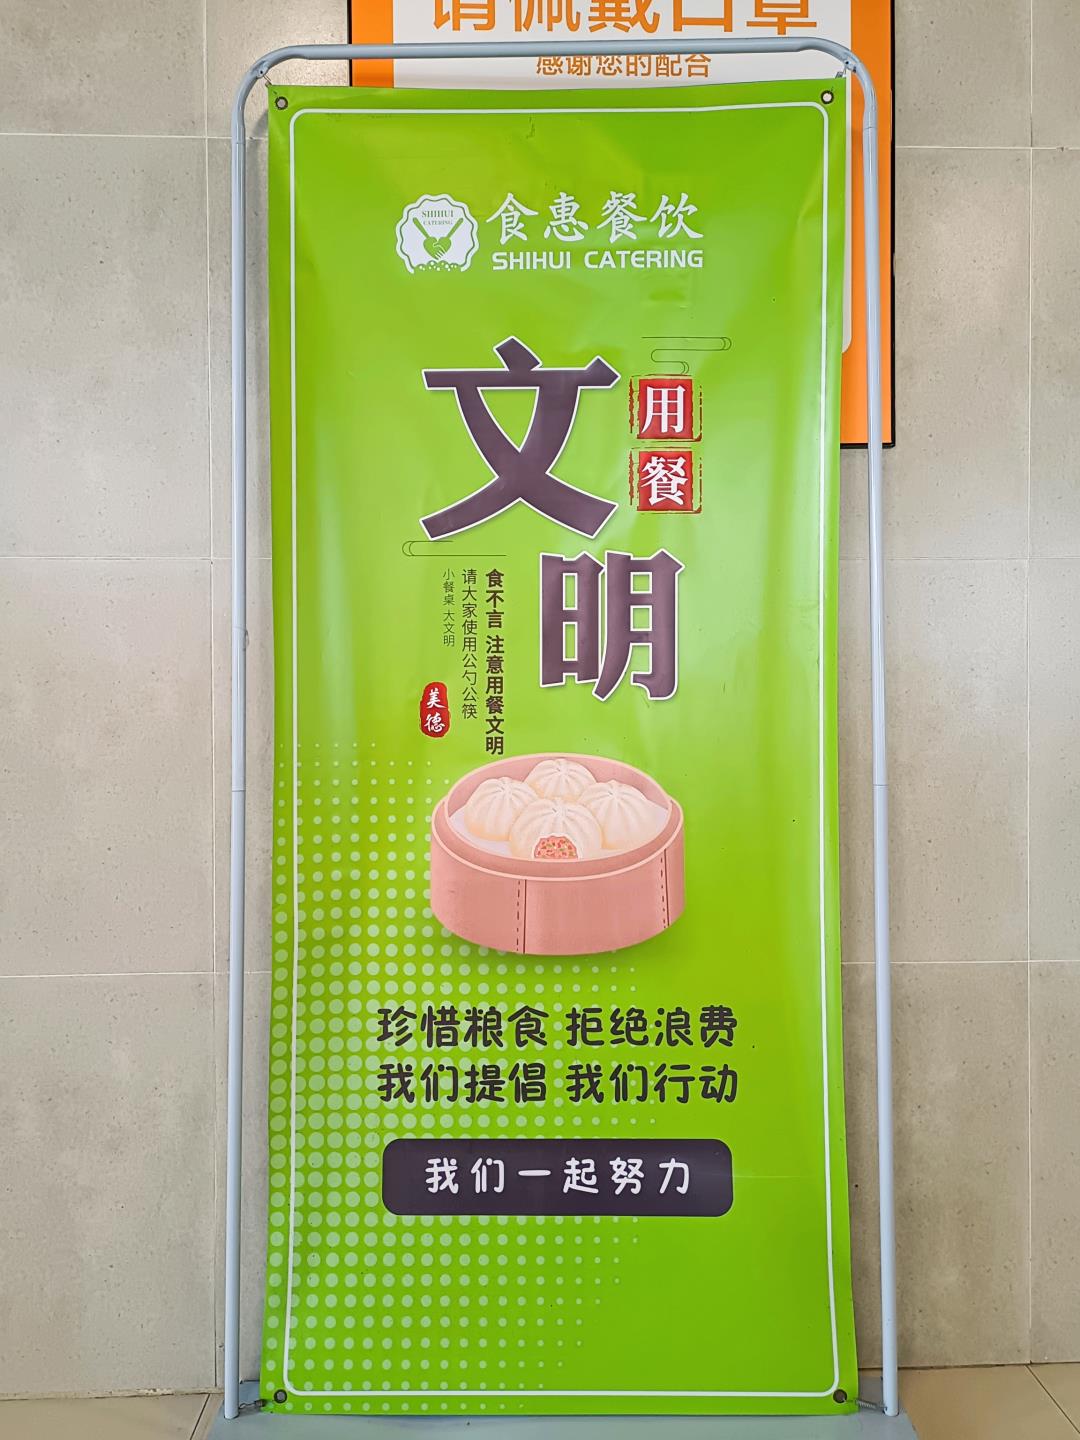 请佩戴口罩
感谢您的配合
SHIHUI
CATERING
食惠餐饮
SHIHUI CATERING
文明
用餐
食不言 注意用餐文明
请大家使用公勺公筷
小餐桌 大文明
美德
珍惜粮食 拒绝浪费
我们提倡 我们行动
我们一起努力